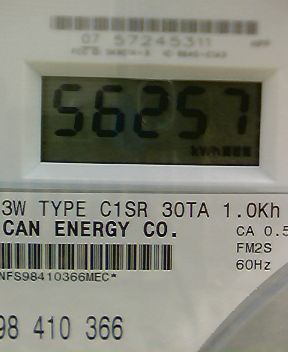 07 57245311
56257
kWh
3W TYPE C1SR 30TA 1.0Kh
CAN ENERGY CO.
CA 0.5
FM2S
60Hz
NFS98410366MEC*
98 410 366